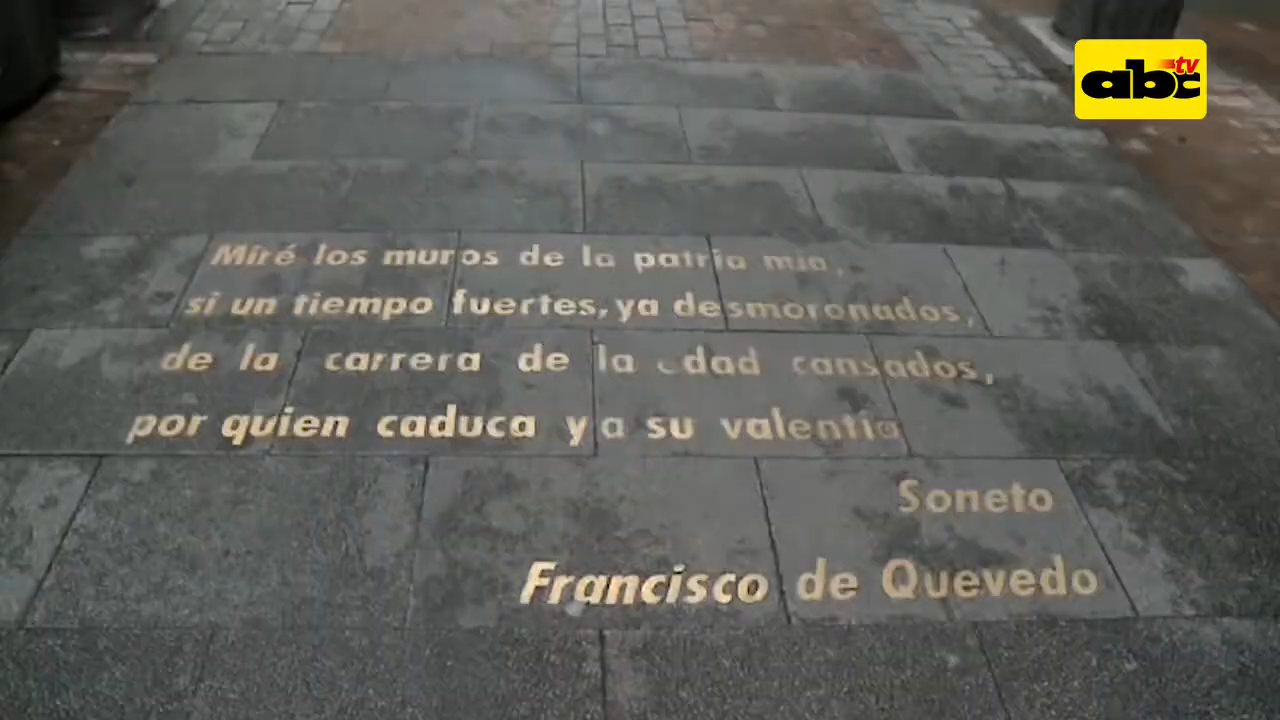 abc tv
Miré los muros de la patria mía,
si un tiempo fuertes, ya desmoronados,
de la carrera de la edad cansados,
por quien caduca ya su valentía
Soneto
Francisco de Quevedo